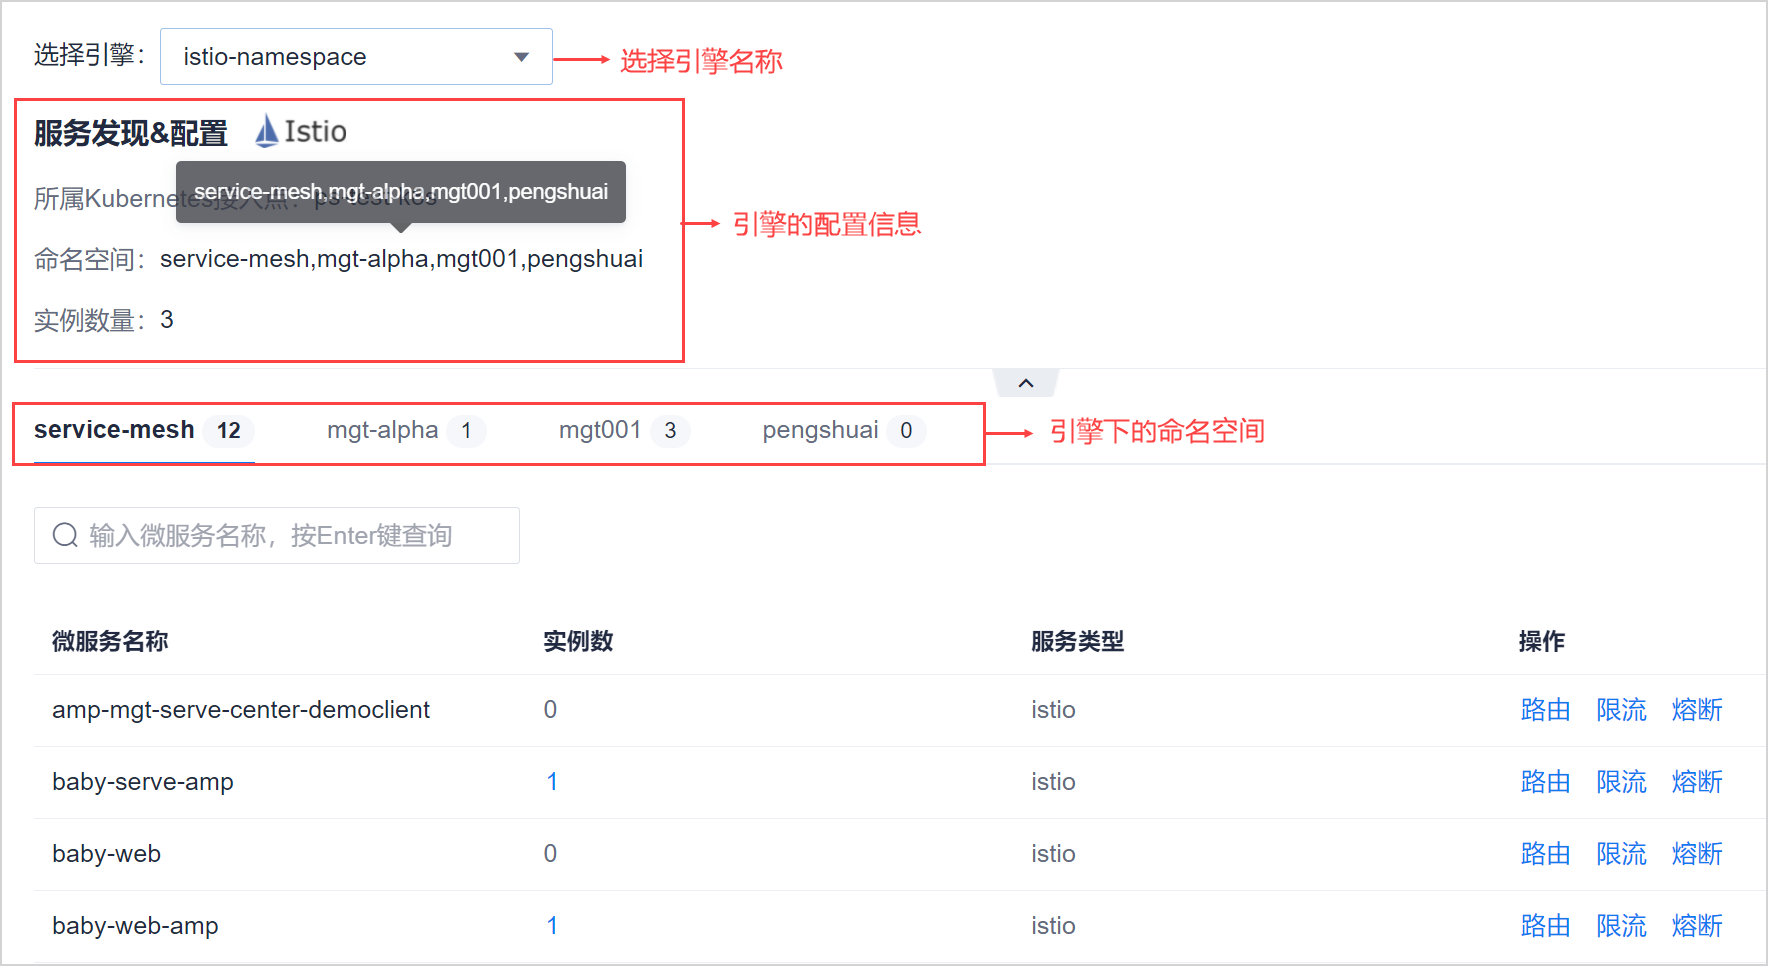 选择引擎： istio-namespace 选择引擎名称
服务发现&配置 Istio
service-mesh,mgt-alpha,mgt001,pengshuai
所属Kubernetes接入点：
引擎的配置信息
命名空间： service-mesh,mgt-alpha,mgt001,pengshuai
实例数量： 3
service-mesh 12 mgt-alpha 1 mgt001 3 pengshuai 0 引擎下的命名空间
输入微服务名称，按Enter键查询
微服务名称 实例数 服务类型 操作
amp-mgt-serve-center-democlient 0 istio 路由 限流 熔断
baby-serve-amp 1 istio 路由 限流 熔断
baby-web 0 istio 路由 限流 熔断
baby-web-amp 1 istio 路由 限流 熔断